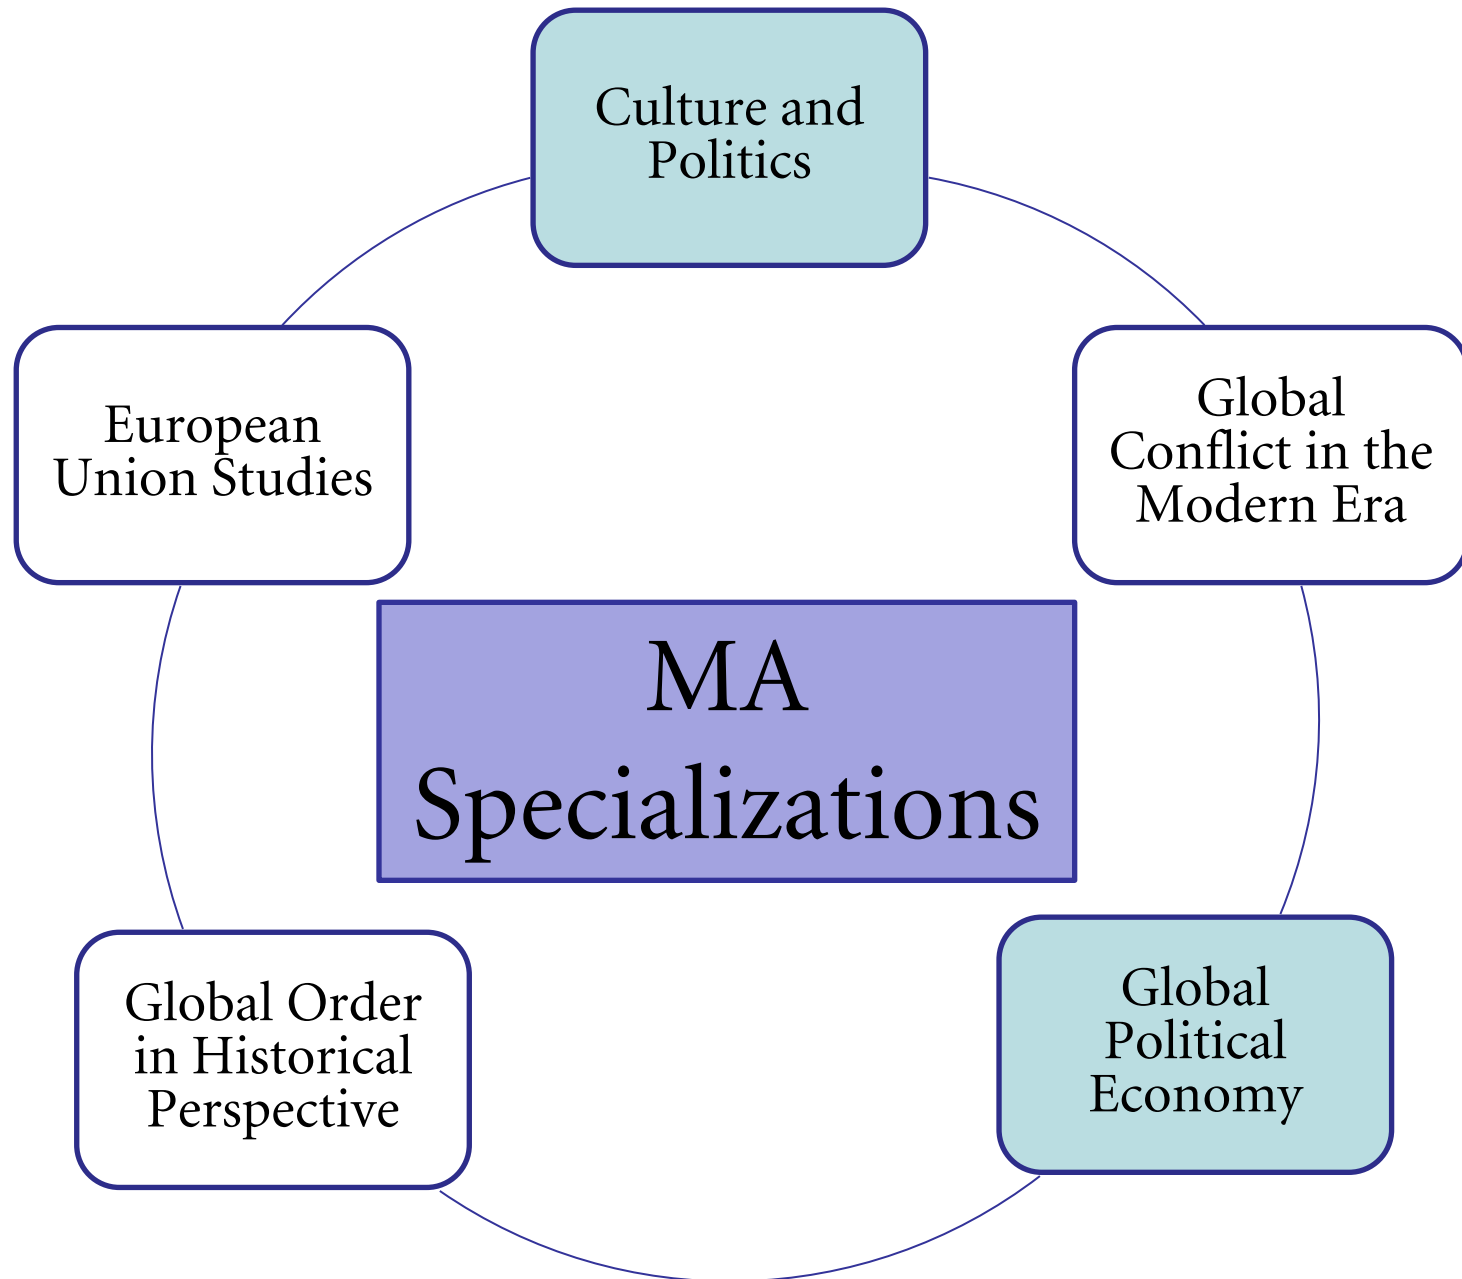 Culture and
Politics
European
Union Studies
Global
Conflict in the
Modern Era
MA
Specializations
Global Order
in Historical
Perspective
Global
Political
Economy